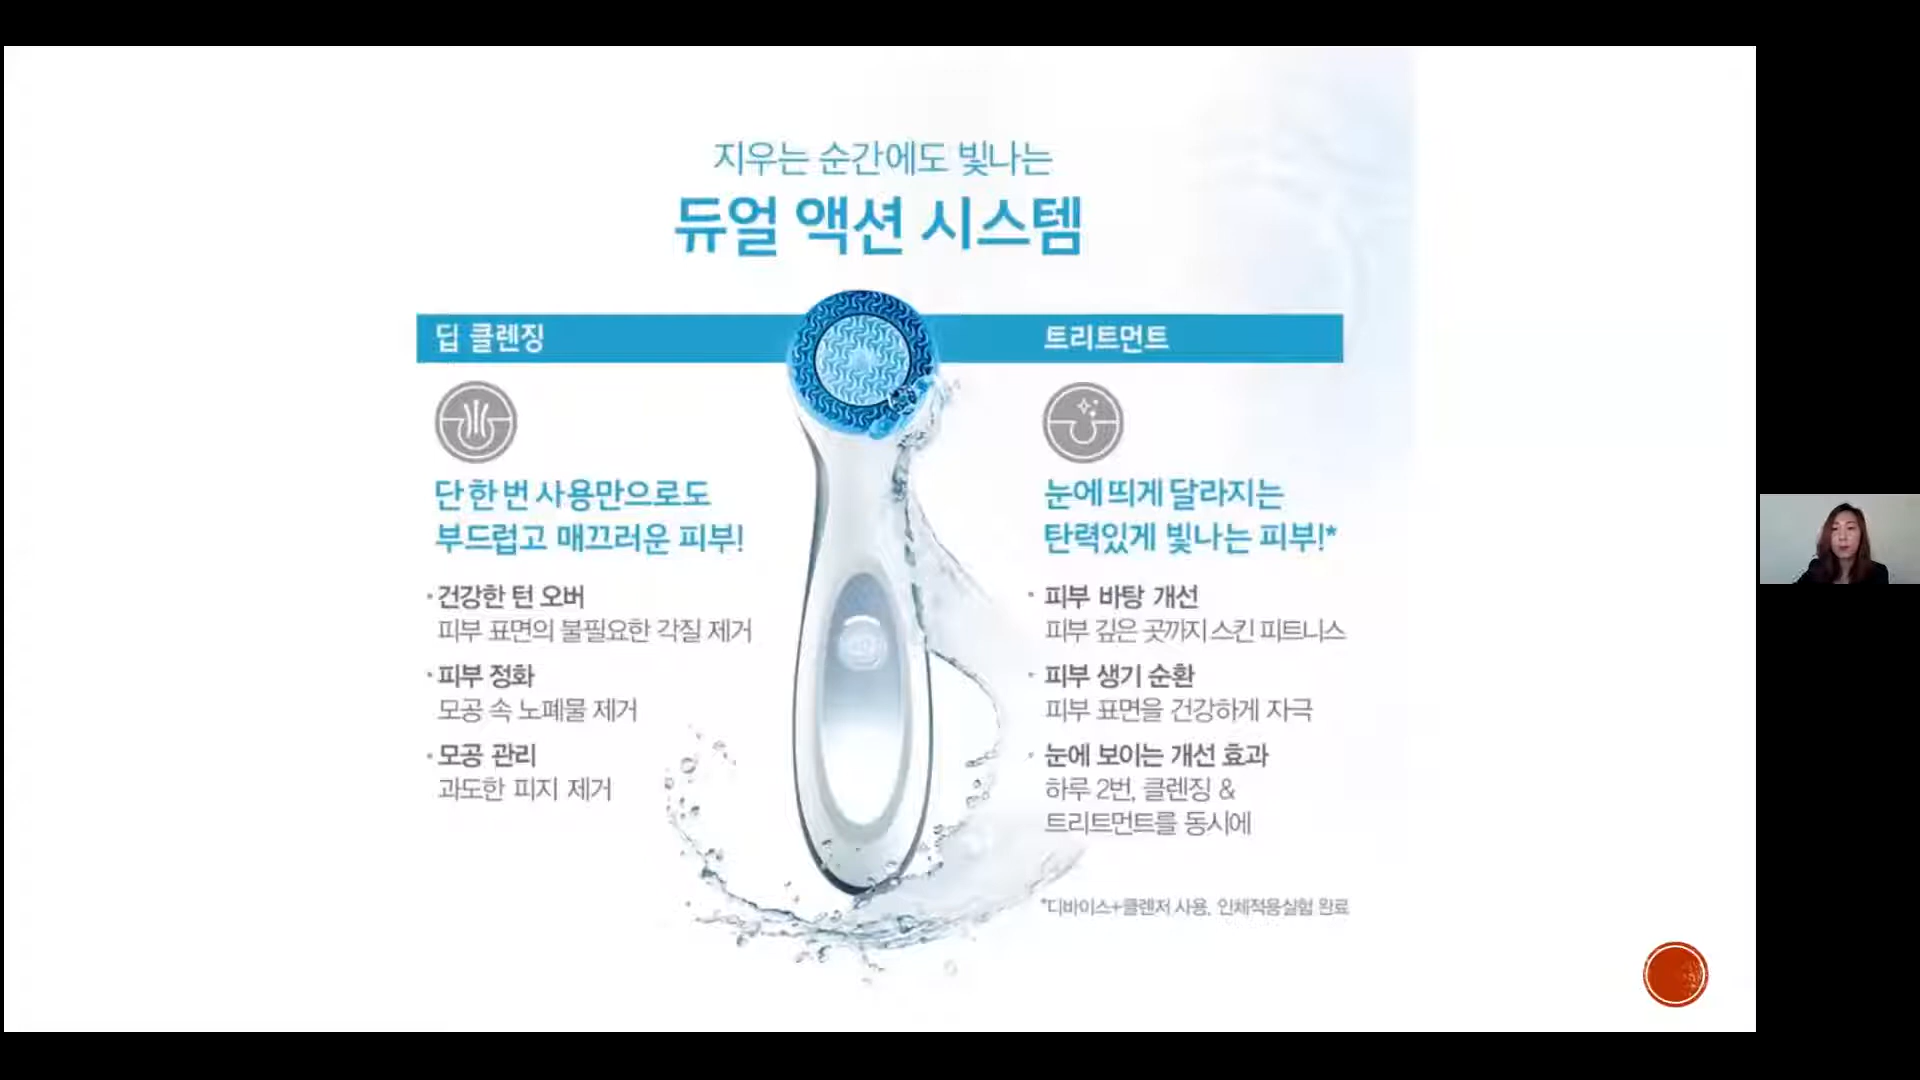 지우는 순간에도 빛나는
듀얼 액션 시스템
딥 클렌징
단 한 번 사용만으로도
부드럽고 매끄러운 피부!
· 건강한 턴 오버
피부 표면의 불필요한 각질 제거
· 피부 정화
모공 속 노폐물 제거
· 모공 관리
과도한 피지 제거
트리트먼트
눈에 띄게 달라지는
탄력있게 빛나는 피부!*
· 피부 바탕 개선
피부 깊은 곳까지 스킨 피트니스
· 피부 생기 순환
피부 표면을 건강하게 자극
· 눈에 보이는 개선 효과
하루 2번, 클렌징 &
트리트먼트를 동시에
*디바이스+클렌저 사용, 인체적용실험 완료